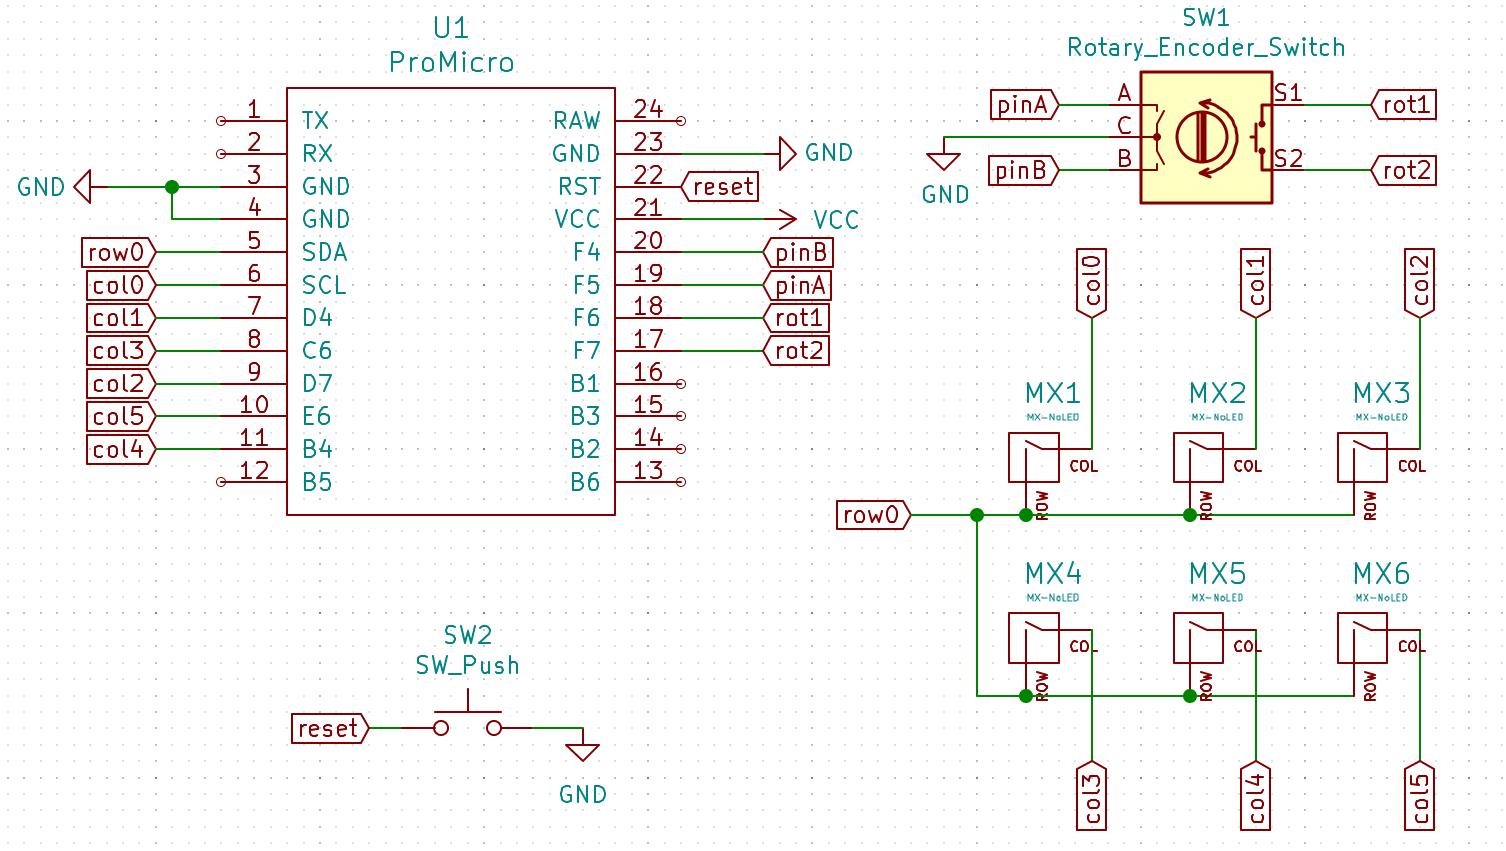 U1
ProMicro
1 TX RAW 24
2 RX GND 23 GND
GND 3 GND RST 22 reset
4 GND VCC 21 VCC
row0 5 SDA F4 20 pinB
col0 6 SCL F5 19 pinA
col1 7 D4 F6 18 rot1
col3 8 C6 F7 17 rot2
col2 9 D7 B1 16
col5 10 E6 B3 15
col4 11 B4 B2 14
12 B5 B6 13
SW2
SW_Push
reset
GND
SW1
Rotary_Encoder_Switch
pinA A S1 rot1
C
pinB B S2 rot2
GND
col0 col1 col2
MX1 MX2 MX3
MX-NoLED MX-NoLED MX-NoLED
COL COL COL
ROW ROW ROW
row0
MX4 MX5 MX6
MX-NoLED MX-NoLED MX-NoLED
COL COL COL
ROW ROW ROW
col3 col4 col5